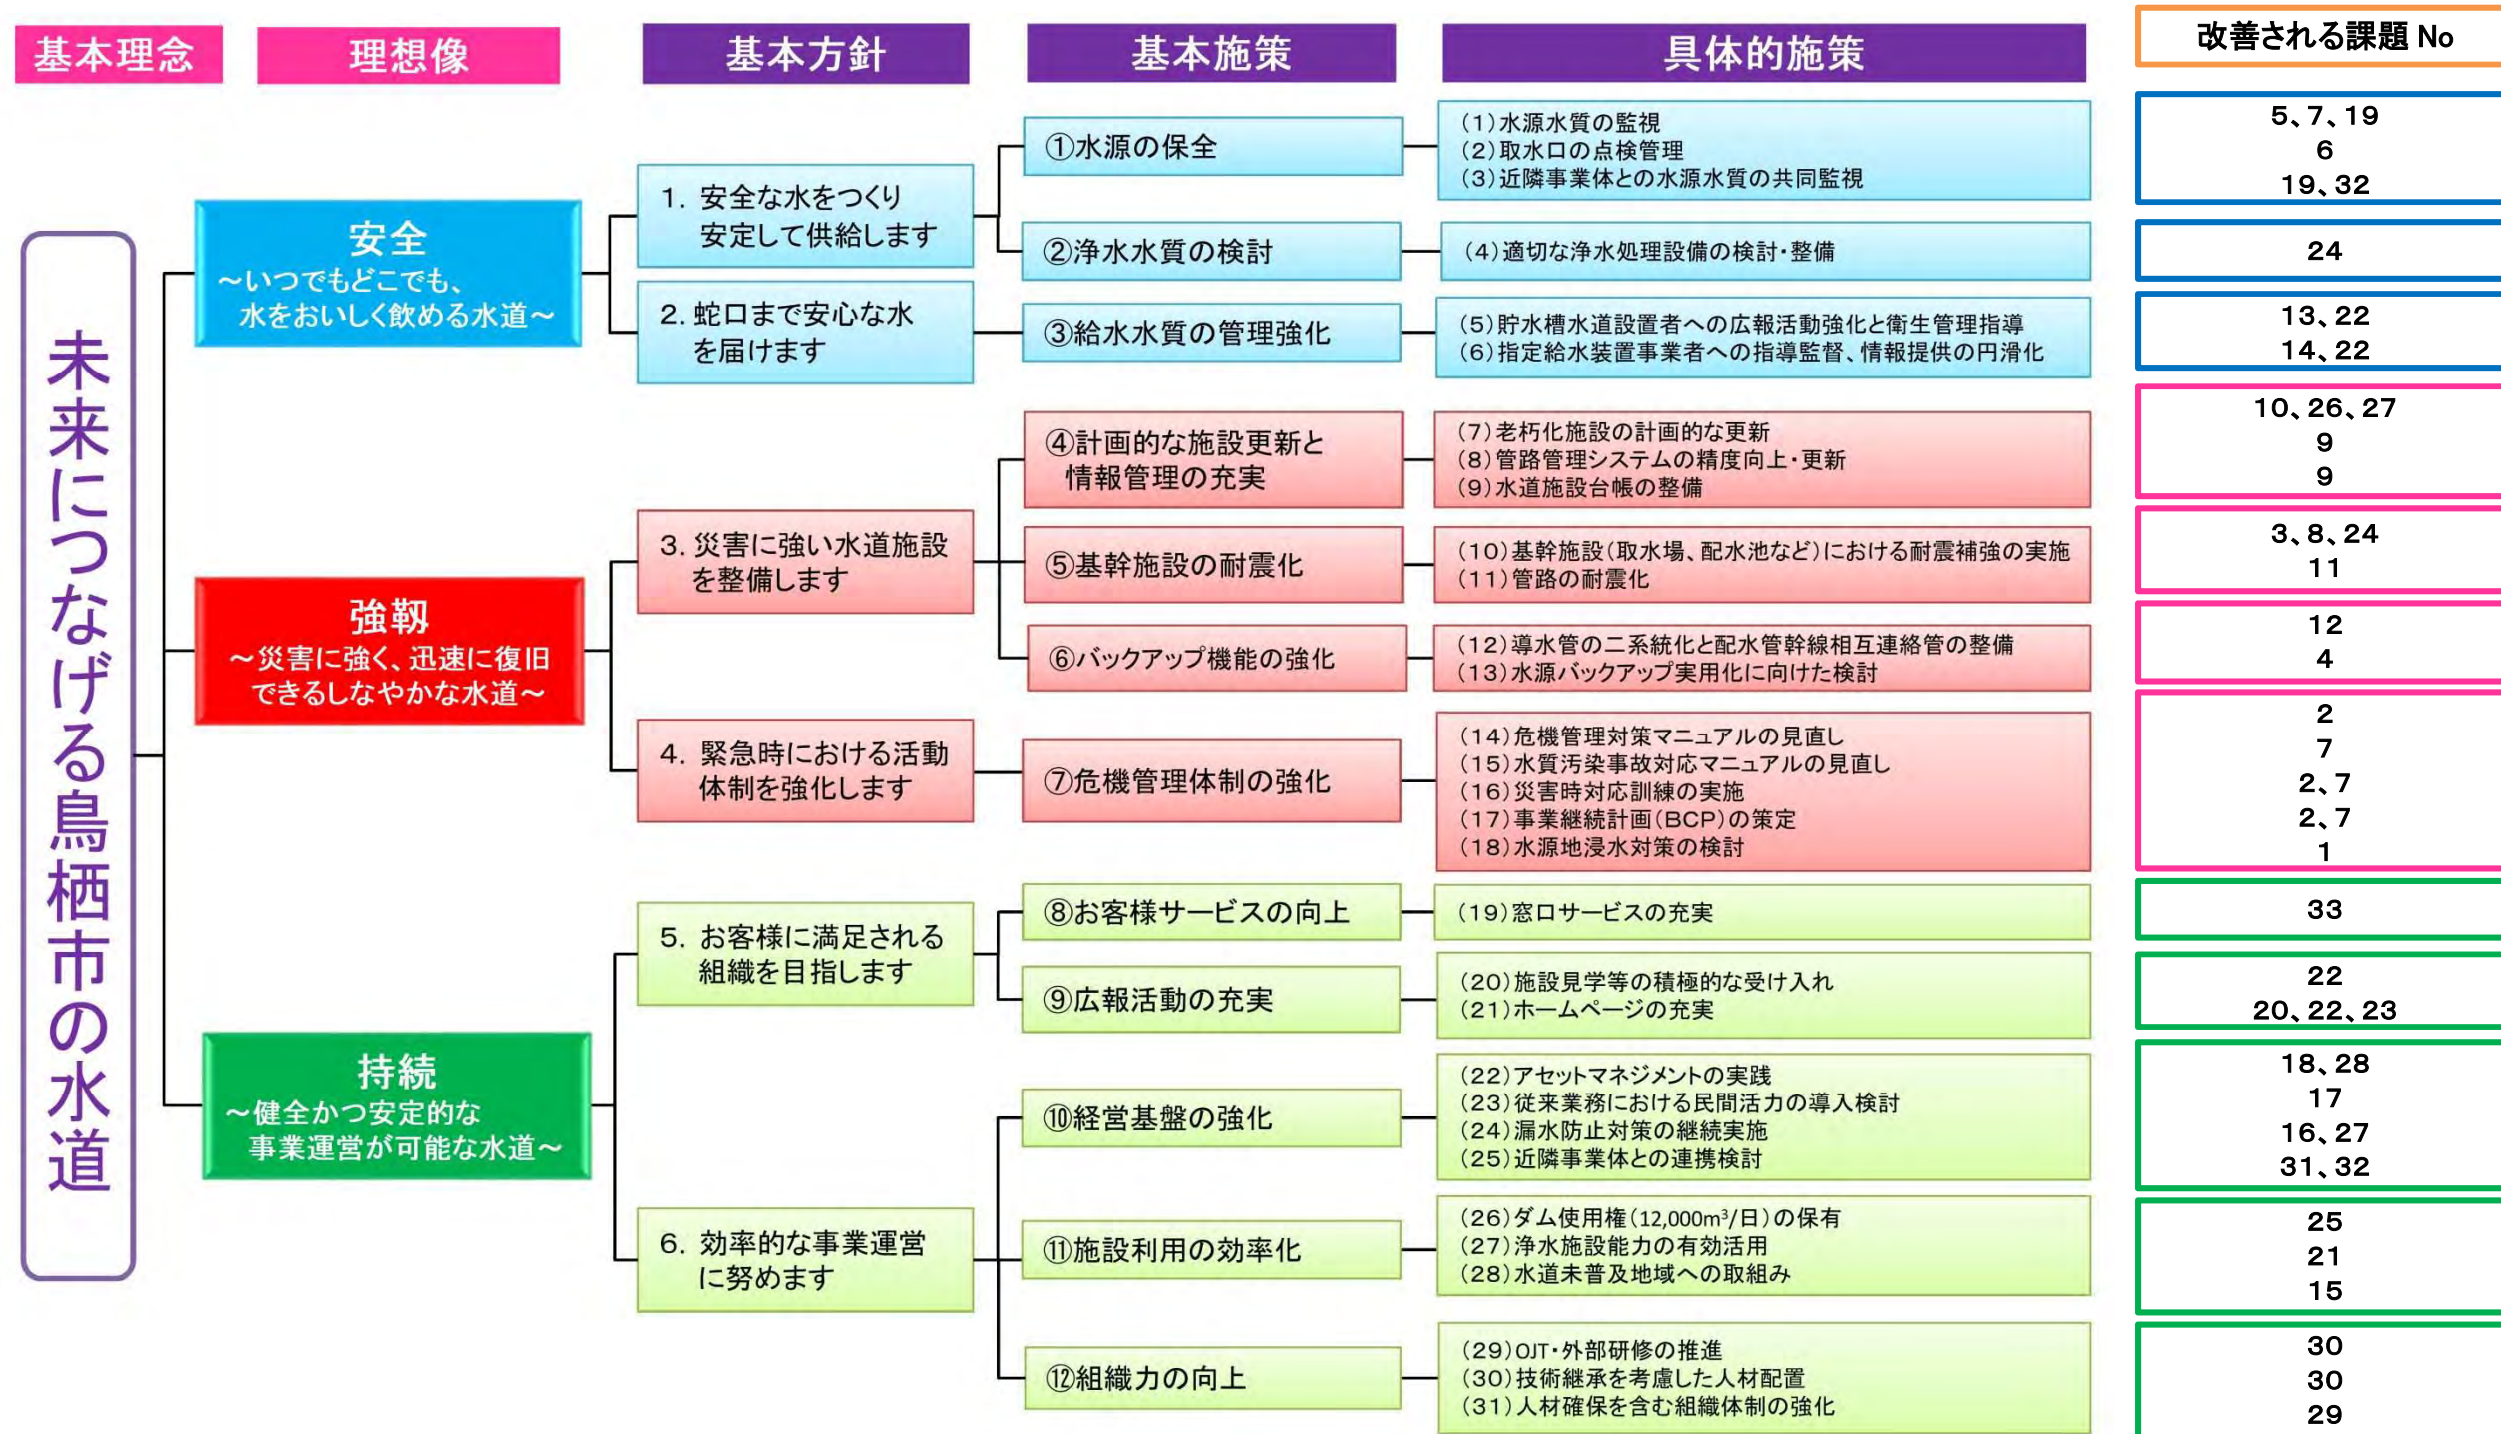 基本理念
理想像
基本方針
基本施策
具体的施策
改善される課題 No
未来につなげる鳥栖市の水道
安全
～いつでもどこでも、
水をおいしく飲める水道～
1. 安全な水をつくり
安定して供給します
①水源の保全
(1)水源水質の監視
(2)取水口の点検管理
(3)近隣事業体との水源水質の共同監視
5、7、19
6
19、32
②浄水水質の検討
(4)適切な浄水処理設備の検討・整備
24
2. 蛇口まで安心な水
を届けます
③給水水質の管理強化
(5)貯水槽水道設置者への広報活動強化と衛生管理指導
(6)指定給水装置事業者への指導監督、情報提供の円滑化
13、22
14、22
強靱
～災害に強く、迅速に復旧
できるしなやかな水道～
3. 災害に強い水道施設
を整備します
④計画的な施設更新と
情報管理の充実
(7)老朽化施設の計画的な更新
(8)管路管理システムの精度向上・更新
(9)水道施設台帳の整備
10、26、27
9
9
⑤基幹施設の耐震化
(10)基幹施設(取水場、配水池など)における耐震補強の実施
(11)管路の耐震化
3、8、24
11
⑥バックアップ機能の強化
(12)導水管の二系統化と配水管幹線相互連絡管の整備
(13)水源バックアップ実用化に向けた検討
12
4
4. 緊急時における活動
体制を強化します
⑦危機管理体制の強化
(14)危機管理対策マニュアルの見直し
(15)水質汚染事故対応マニュアルの見直し
(16)災害時対応訓練の実施
(17)事業継続計画(BCP)の策定
(18)水源地浸水対策の検討
2
7
2、7
2、7
1
持続
～健全かつ安定的な
事業運営が可能な水道～
5. お客様に満足される
組織を目指します
⑧お客様サービスの向上
(19)窓口サービスの充実
33
⑨広報活動の充実
(20)施設見学等の積極的な受け入れ
(21)ホームページの充実
22
20、22、23
6. 効率的な事業運営
に努めます
⑩経営基盤の強化
(22)アセットマネジメントの実践
(23)従来業務における民間活力の導入検討
(24)漏水防止対策の継続実施
(25)近隣事業体との連携検討
18、28
17
16、27
31、32
⑪施設利用の効率化
(26)ダム使用権(12,000m³/日)の保有
(27)浄水施設能力の有効活用
(28)水道未普及地域への取組み
25
21
15
⑫組織力の向上
(29)OJT・外部研修の推進
(30)技術継承を考慮した人材配置
(31)人材確保を含む組織体制の強化
30
30
29